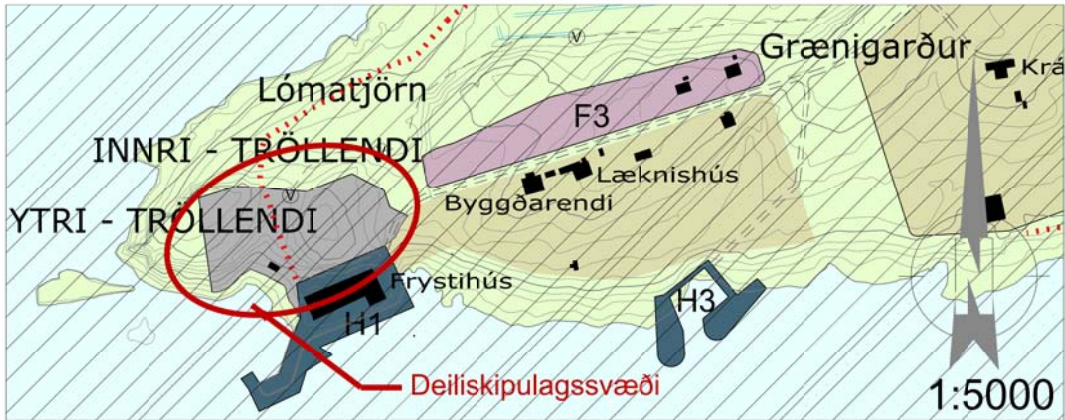 V
Grænigarður
Krá
Lómatjörn
F3
INNRI - TRÖLLENDI
Læknishús
V
Byggðarendi
YTRI - TRÖLLENDI
Frystihús
H3
H1
Deiliskipulagssvæði
1:5000